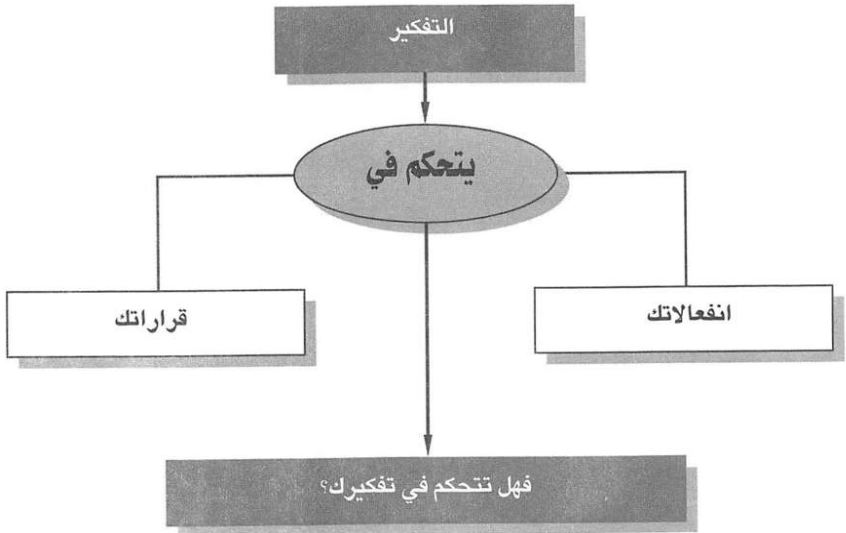 التفكير
يتحكم في
انفعالاتك
قراراتك
فهل تتحكم في تفكيرك؟